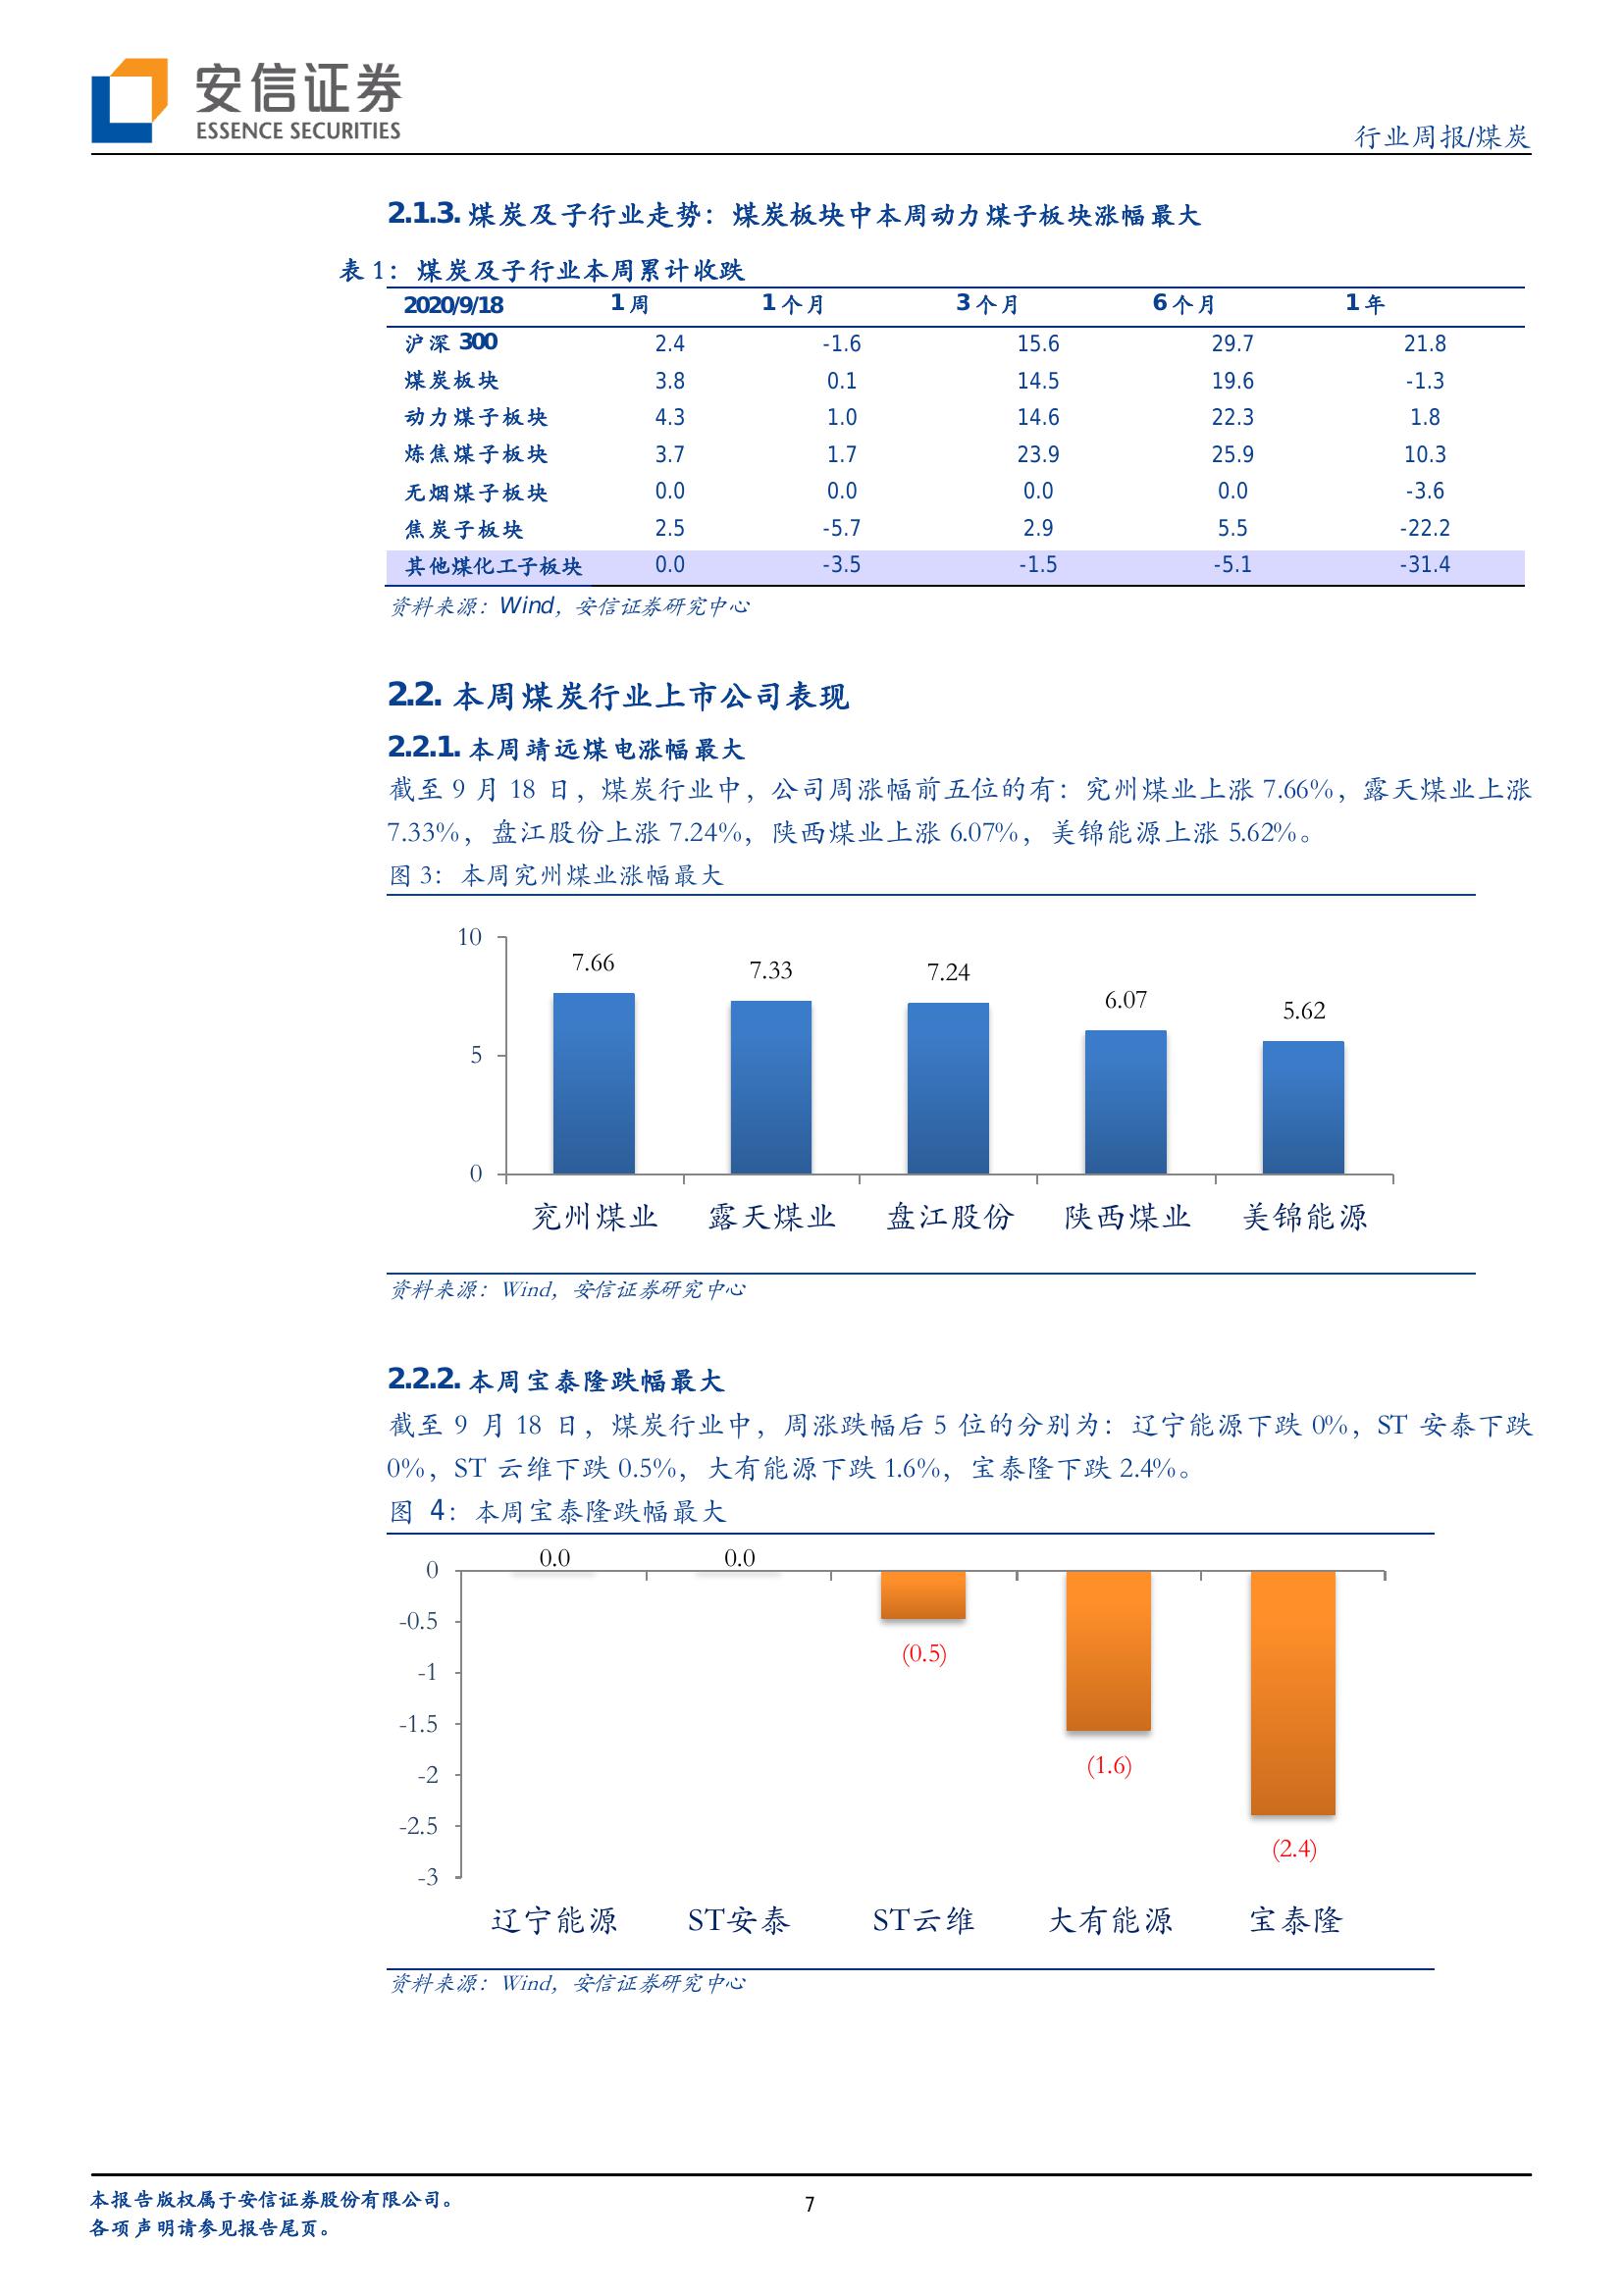 安信证券
ESSENCE SECURITIES
行业周报/煤炭
2.1.3. 煤炭及子行业走势：煤炭板块中本周动力煤子板块涨幅最大
表 1：煤炭及子行业本周累计收跌
2020/9/18 1 周 1 个月 3 个月 6 个月 1 年
沪深 300 2.4 -1.6 15.6 29.7 21.8
煤炭板块 3.8 0.1 14.5 19.6 -1.3
动力煤子板块 4.3 1.0 14.6 22.3 1.8
炼焦煤子板块 3.7 1.7 23.9 25.9 10.3
无烟煤子板块 0.0 0.0 0.0 0.0 -3.6
焦炭子板块 2.5 -5.7 2.9 5.5 -22.2
其他煤化工子板块 0.0 -3.5 -1.5 -5.1 -31.4
资料来源：Wind，安信证券研究中心
2.2. 本周煤炭行业上市公司表现
2.2.1. 本周靖远煤电涨幅最大
截至 9 月 18 日，煤炭行业中，公司周涨幅前五位的有：兖州煤业上涨 7.66%，露天煤业上涨
7.33%，盘江股份上涨 7.24%，陕西煤业上涨 6.07%，美锦能源上涨 5.62%。
图 3：本周兖州煤业涨幅最大
10
7.66 7.33 7.24 6.07 5.62
5
0
兖州煤业 露天煤业 盘江股份 陕西煤业 美锦能源
资料来源：Wind，安信证券研究中心
2.2.2. 本周宝泰隆跌幅最大
截至 9 月 18 日，煤炭行业中，周涨跌幅后 5 位的分别为：辽宁能源下跌 0%，ST 安泰下跌
0%，ST 云维下跌 0.5%，大有能源下跌 1.6%，宝泰隆下跌 2.4%。
图 4：本周宝泰隆跌幅最大
0.0 0.0
0
-0.5
(0.5)
-1
-1.5
(1.6)
-2
-2.5
(2.4)
-3
辽宁能源 ST安泰 ST云维 大有能源 宝泰隆
资料来源：Wind，安信证券研究中心
本报告版权属于安信证券股份有限公司。
7
各项声明请参见报告尾页。